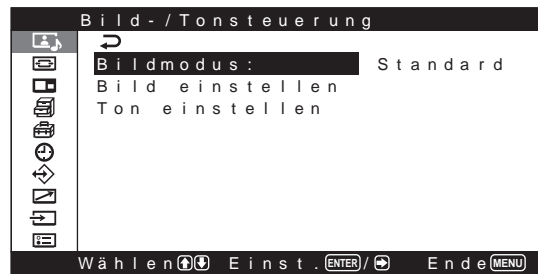 Bild-/Tonsteuerung
Bildmodus: Standard
Bild einstellen
Ton einstellen
Wählen Einst. ENTER / Ende MENU